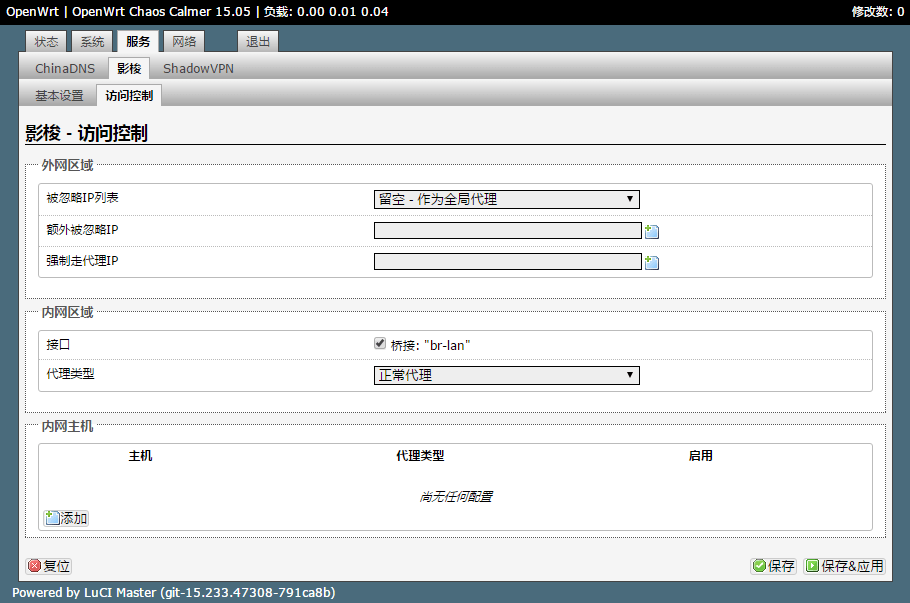 OpenWrt | OpenWrt Chaos Calmer 15.05 | 负载: 0.00 0.01 0.04 修改数: 0
状态 系统 服务 网络 退出
ChinaDNS 影梭 ShadowVPN
基本设置 访问控制
影梭 - 访问控制
外网区域
被忽略IP列表 留空 - 作为全局代理
额外被忽略IP
强制走代理IP
内网区域
接口 桥接: "br-lan"
代理类型 正常代理
内网主机
主机 代理类型 启用
尚无任何配置
添加
复位 保存 保存&应用
Powered by LuCI Master (git-15.233.47308-791ca8b)